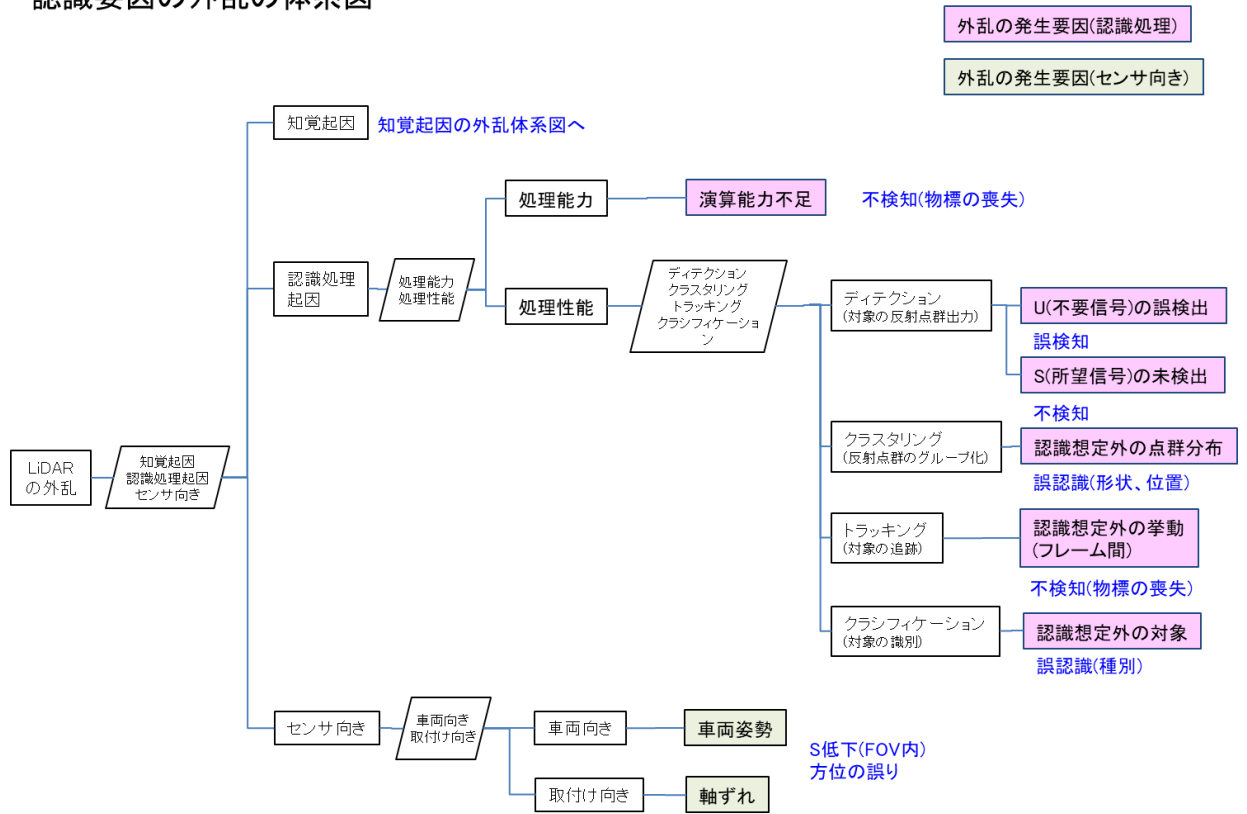 認識要因の外乱の体系図
外乱の発生要因(認識処理)
外乱の発生要因(センサ向き)
知覚起因
知覚起因の外乱体系図へ
処理能力
演算能力不足
不検知(物標の喪失)
認識処理
起因
処理能力
処理性能
処理性能
ディテクション
クラスタリング
トラッキング
クラシフィケーショ
ン
ディテクション
(対象の反射点群出力)
U(不要信号)の誤検出
誤検知
S(所望信号)の未検出
不検知
クラスタリング
(反射点群のグループ化)
認識想定外の点群分布
誤認識(形状、位置)
LiDAR
の外乱
知覚起因
認識処理起因
センサ向き
トラッキング
(対象の追跡)
認識想定外の挙動
(フレーム間)
不検知(物標の喪失)
クラシフィケーション
(対象の識別)
認識想定外の対象
誤認識(種別)
センサ向き
車両向き
取付け向き
車両向き
車両姿勢
S低下(FOV内)
方位の誤り
取付け向き
軸ずれ